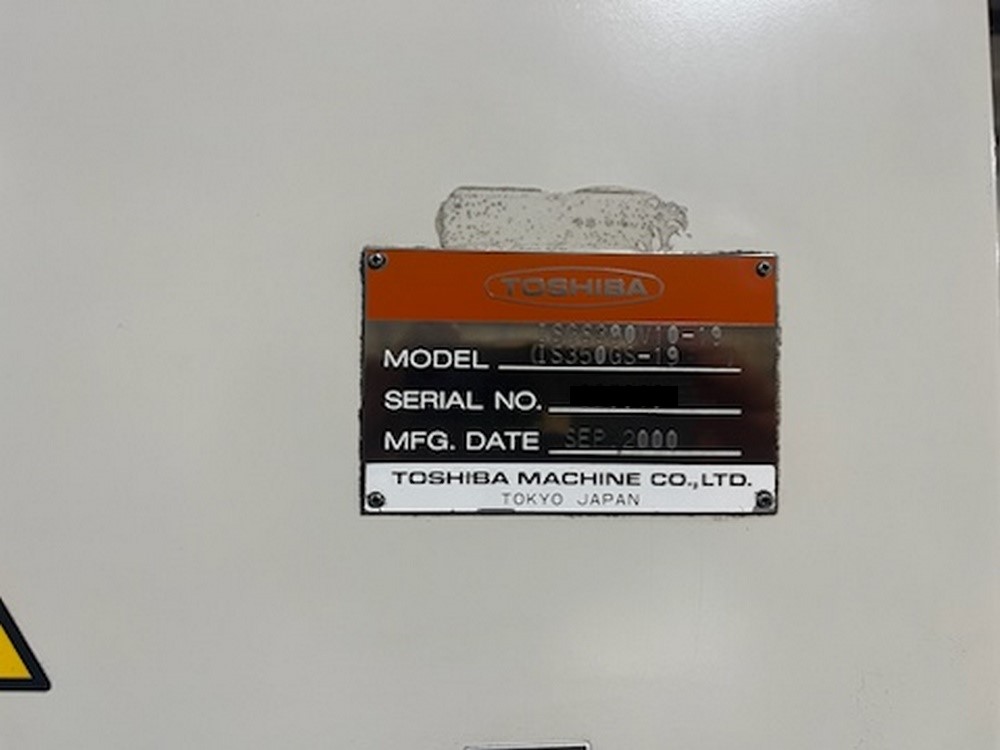 TOSHIBA
MODEL (IS350GS-19
SERIAL NO.
MFG. DATE SEP.2000
TOSHIBA MACHINE CO.,LTD.
TOKYO JAPAN